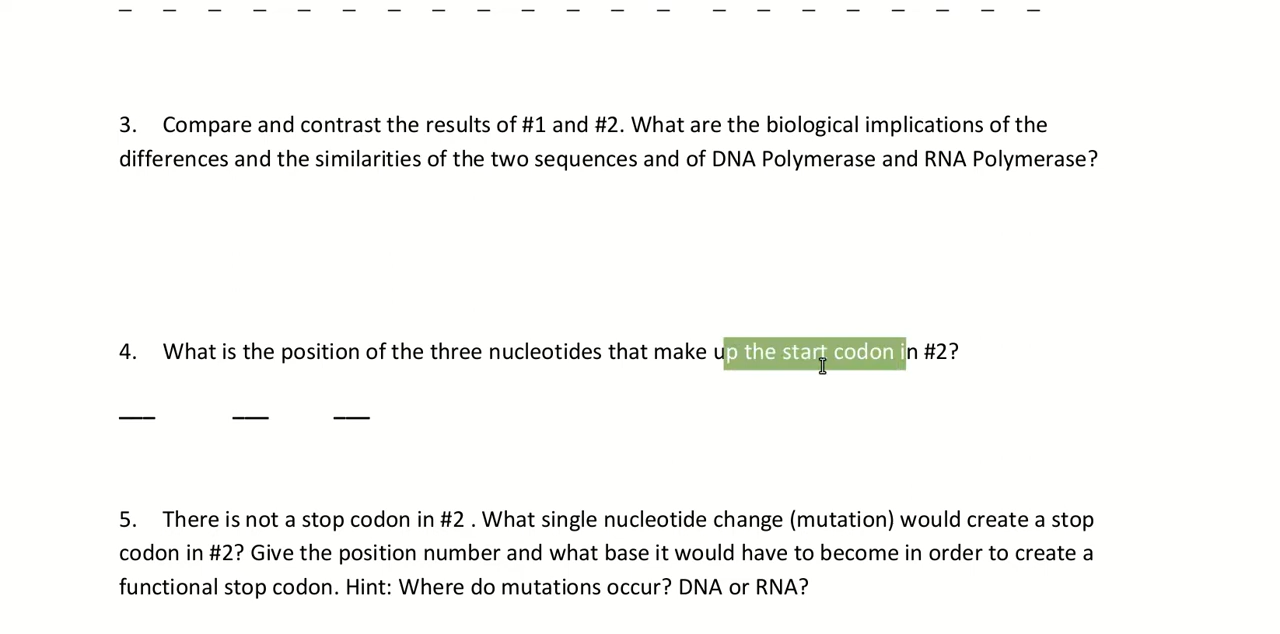 _ _ _ _ _ _ _ _ _ _ _ _ _ _ _ _ _ _ _ _ _
3. Compare and contrast the results of #1 and #2. What are the biological implications of the
differences and the similarities of the two sequences and of DNA Polymerase and RNA Polymerase?
4. What is the position of the three nucleotides that make up the start codon in #2?
___ ___ ___
5. There is not a stop codon in #2 . What single nucleotide change (mutation) would create a stop
codon in #2? Give the position number and what base it would have to become in order to create a
functional stop codon. Hint: Where do mutations occur? DNA or RNA?